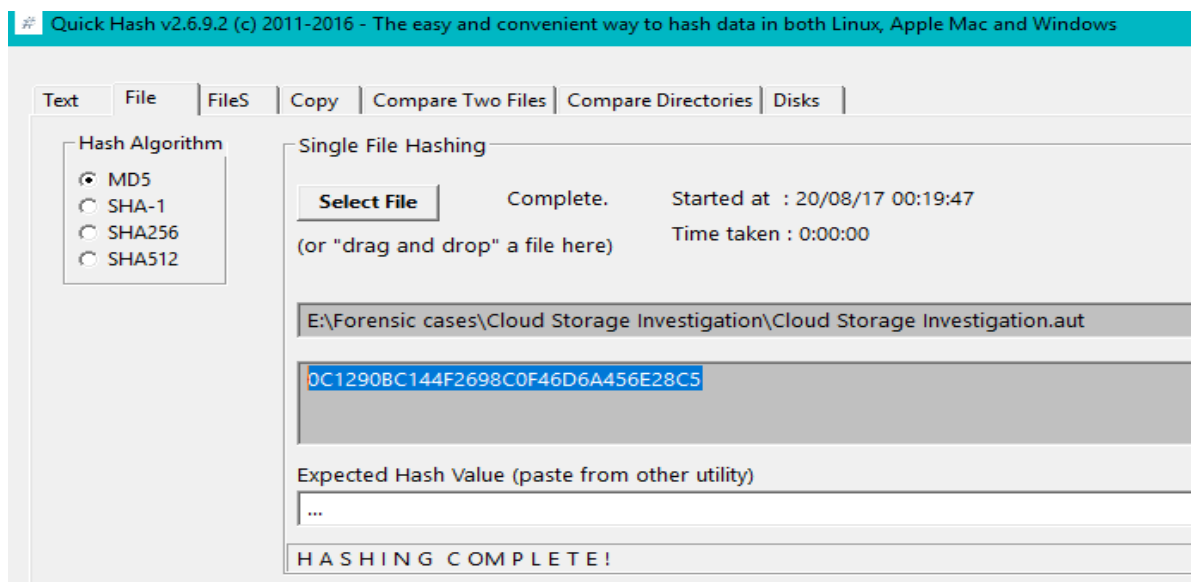 # Quick Hash v2.6.9.2 (c) 2011-2016 - The easy and convenient way to hash data in both Linux, Apple Mac and Windows
Text File FileS Copy Compare Two Files Compare Directories Disks
Hash Algorithm
MD5
SHA-1
SHA256
SHA512
Single File Hashing
Select File Complete. Started at : 20/08/17 00:19:47
(or "drag and drop" a file here) Time taken : 0:00:00
E:\Forensic cases\Cloud Storage Investigation\Cloud Storage Investigation.aut
0C1290BC144F2698C0F46D6A456E28C5
Expected Hash Value (paste from other utility)
...
H A S H I N G C O M P L E T E !